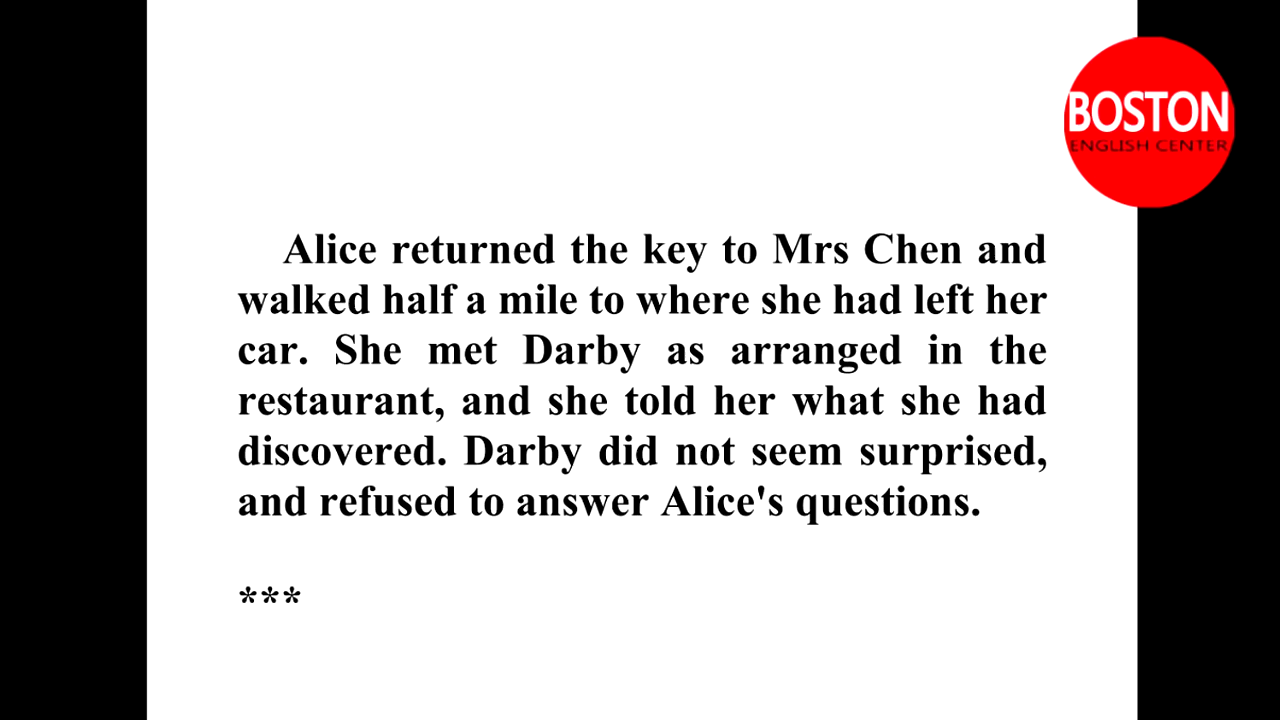 BOSTON
ENGLISH CENTER
Alice returned the key to Mrs Chen and
walked half a mile to where she had left her
car. She met Darby as arranged in the
restaurant, and she told her what she had
discovered. Darby did not seem surprised,
and refused to answer Alice's questions.
***